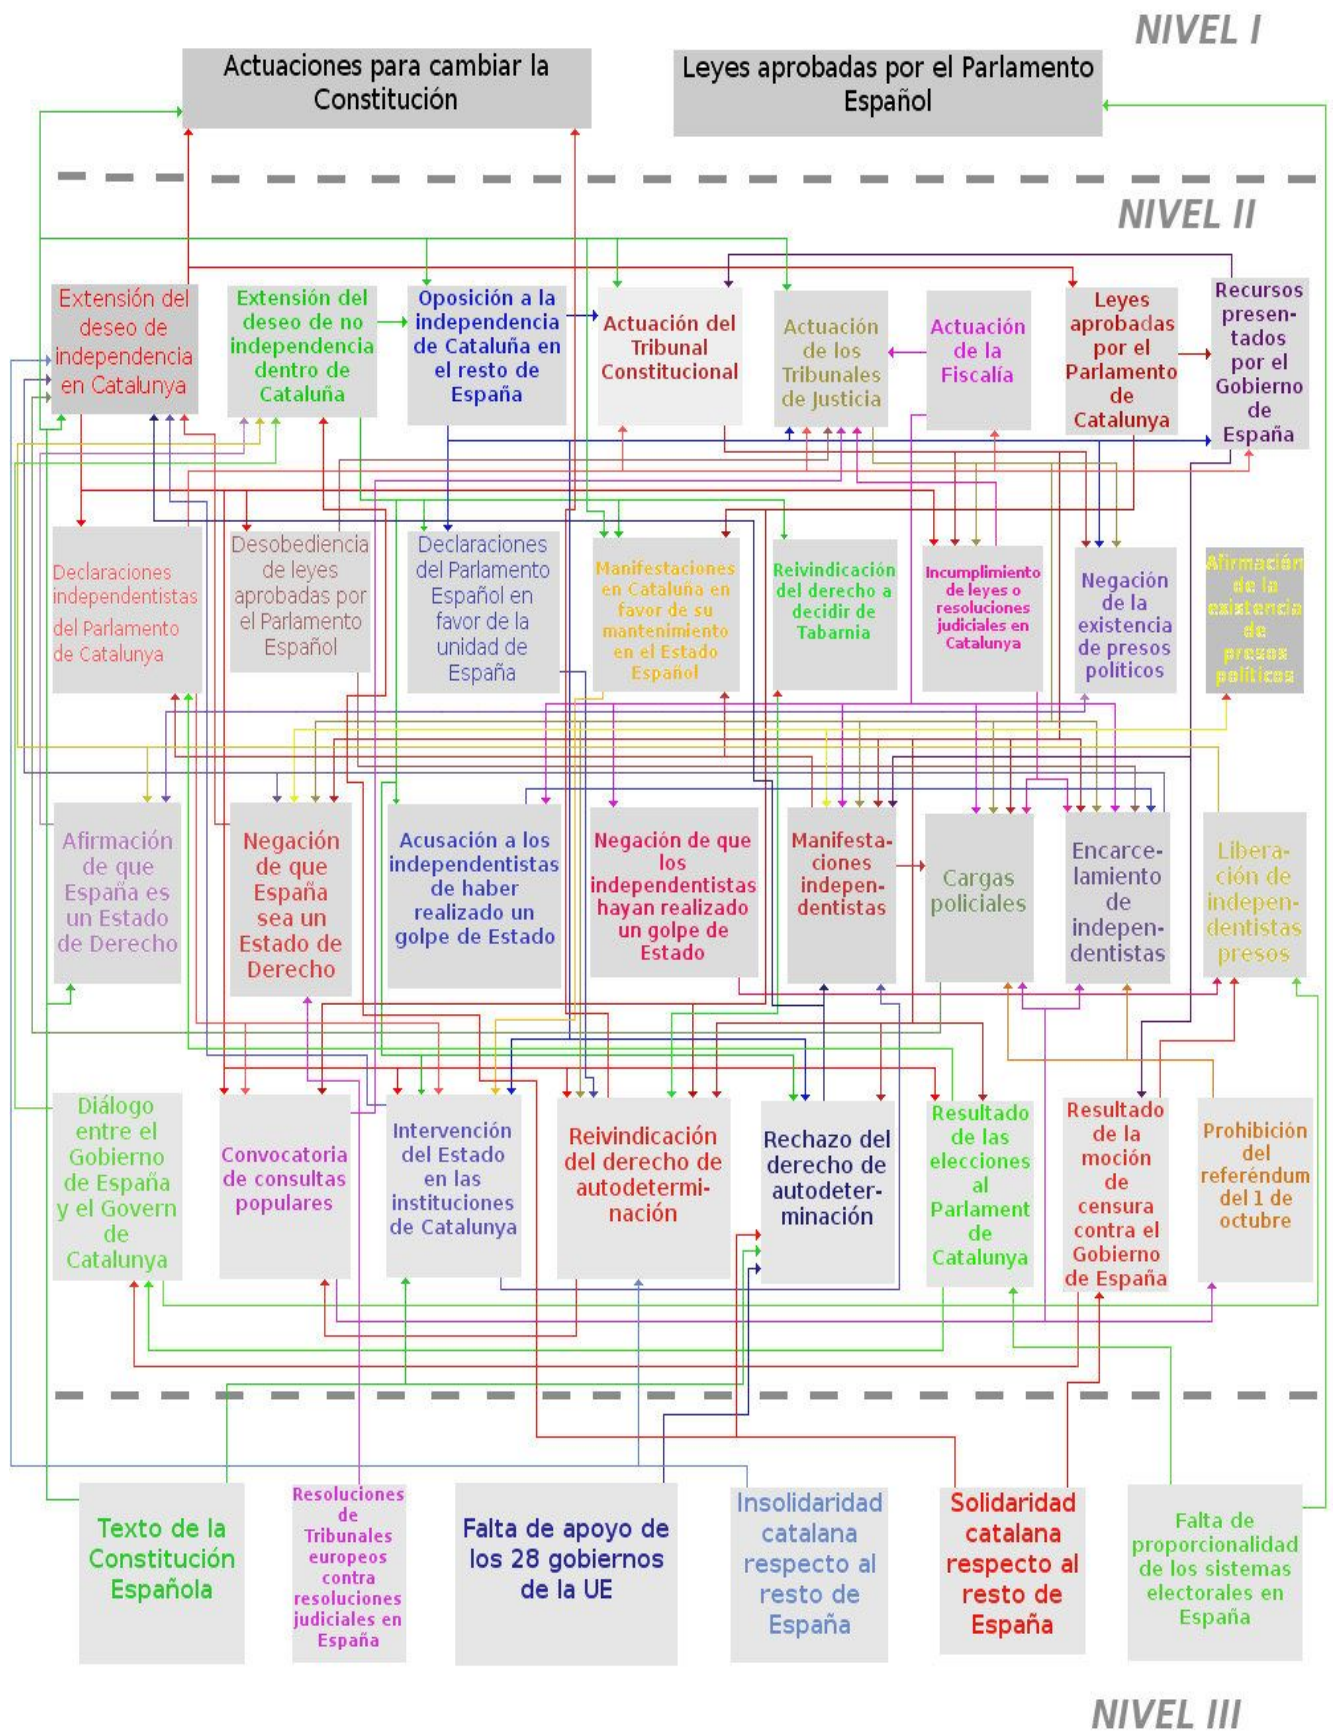 NIVEL I
Actuaciones para cambiar la
Constitución
Leyes aprobadas por el Parlamento
Español
NIVEL II
Extensión del
deseo de
independencia
en Catalunya
Extensión del
deseo de no
independencia
dentro de
Cataluña
Oposición a la
independencia
de Cataluña en
el resto de
España
Actuación del
Tribunal
Constitucional
Actuación
de los
Tribunales
de Justicia
Actuación
de la
Fiscalía
Leyes
aprobadas
por el
Parlamento
de
Catalunya
Recursos
presen-
tados
por el
Gobierno
de
España
Declaraciones
independentistas
del Parlamento
de Catalunya
Desobediencia
de leyes
aprobadas por
el Parlamento
Español
Declaraciones
del Parlamento
Español en
favor de la
unidad de
España
Manifestaciones
en Cataluña en
favor de su
mantenimiento
en el Estado
Español
Reivindicación
del derecho a
decidir de
Tabarnia
Incumplimiento
de leyes o
resoluciones
judiciales en
Catalunya
Negación
de la
existencia
de presos
políticos
Afirmación
de la
existencia
de
presos
políticos
Afirmación
de que
España es
un Estado
de Derecho
Negación
de que
España
sea un
Estado de
Derecho
Acusación a los
independentistas
de haber
realizado un
golpe de Estado
Negación de que
los
independentistas
hayan realizado
un golpe de
Estado
Manifesta-
ciones
indepen-
dentistas
Cargas
policiales
Encarce-
lamiento
de
indepen-
dentistas
Libera-
ción de
indepen-
dentistas
presos
Diálogo
entre el
Gobierno
de España
y el Govern
de
Catalunya
Convocatoria
de consultas
populares
Intervención
del Estado
en las
instituciones
de Catalunya
Reivindicación
del derecho de
autodetermi-
nación
Rechazo del
derecho de
autodeter-
minación
Resultado
de las
elecciones
al
Parlament
de
Catalunya
Resultado
de la
moción
de
censura
contra el
Gobierno
de España
Prohibición
del
referéndum
del 1 de
octubre
Texto de la
Constitución
Española
Resoluciones
de
Tribunales
europeos
contra
resoluciones
judiciales en
España
Falta de apoyo de
los 28 gobiernos
de la UE
Insolidaridad
catalana
respecto al
resto de
España
Solidaridad
catalana
respecto al
resto de
España
Falta de
proporcionalidad
de los sistemas
electorales en
España
NIVEL III